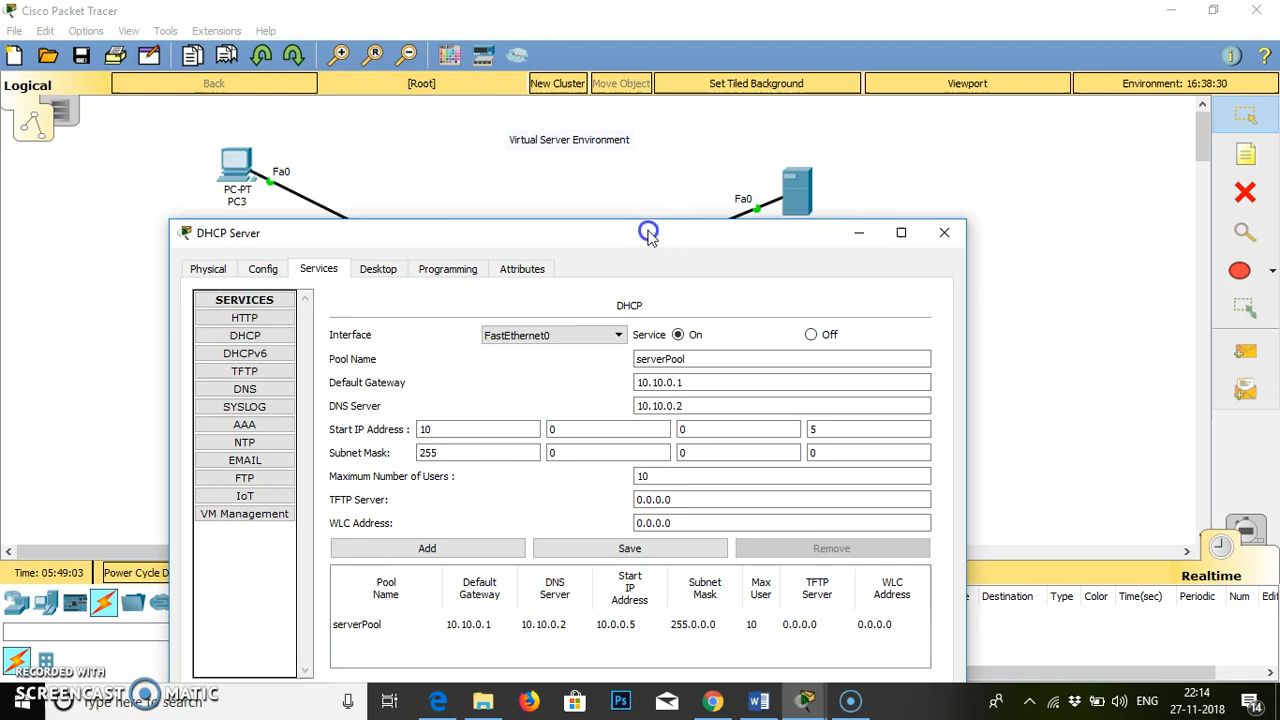 Cisco Packet Tracer
File Edit Options View Tools Extensions Help
Logical Back [Root] New Cluster Move Object Set Tiled Background Viewport Environment: 16:38:30
Virtual Server Environment
Fa0
PC-PT
PC3
Fa0
DHCP Server
Physical Config Services Desktop Programming Attributes
SERVICES
HTTP
DHCP
DHCPv6
TFTP
DNS
SYSLOG
AAA
NTP
EMAIL
FTP
IoT
VM Management
DHCP
Interface FastEthernet0 Service On Off
Pool Name serverPool
Default Gateway 10.10.0.1
DNS Server 10.10.0.2
Start IP Address : 10 0 0 5
Subnet Mask: 255 0 0 0
Maximum Number of Users : 10
TFTP Server: 0.0.0.0
WLC Address: 0.0.0.0
Add Save Remove
Pool Name Default Gateway DNS Server Start IP Address Subnet Mask Max User TFTP Server WLC Address
serverPool 10.10.0.1 10.10.0.2 10.0.0.5 255.0.0.0 10 0.0.0.0 0.0.0.0
Time: 05:49:03 Power Cycle D
Realtime
Destination Type Color Time(sec) Periodic Num Edit
RECORDED WITH
SCREENCAST MATIC
Type here to search
ENG
22:14
27-11-2018
14